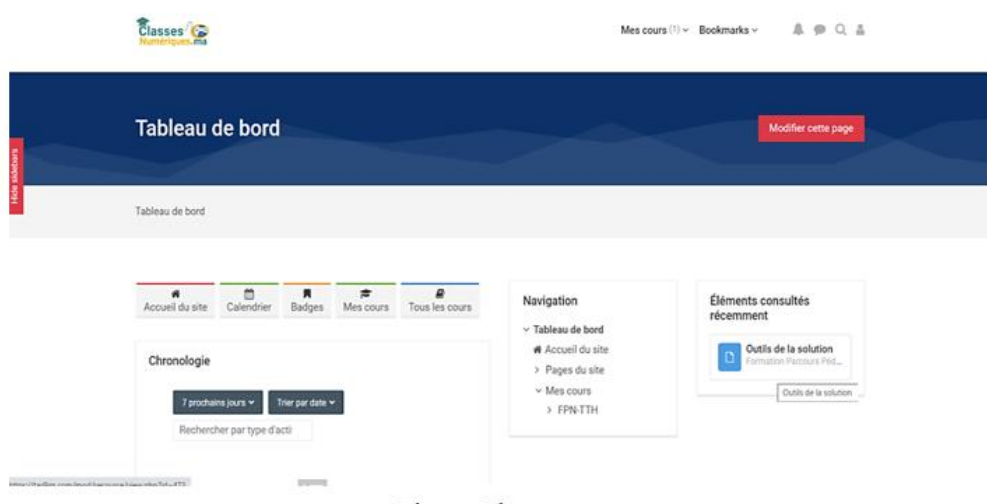 Classes
Numériques.ma
Mes cours (1) Bookmarks
Tableau de bord
Modifier cette page
Hide sidebars
Tableau de bord
Accueil du site Calendrier Badges Mes cours Tous les cours
Chronologie
7 prochains jours Trier par date
Rechercher par type d'acti
Navigation
Tableau de bord
Accueil du site
Pages du site
Mes cours
FPN-TTH
Éléments consultés
récemment
Outils de la solution
Formation Parcours Péd...
Outils de la solution